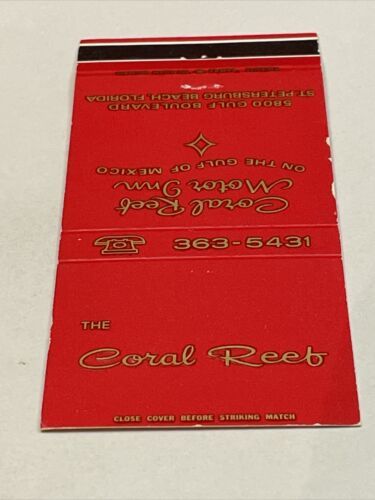 5800 GULF BOULEVARD
ST. PETERSBURG BEACH, FLORIDA
ON THE GULF OF MEXICO
Coral Reef
Motor Inn
363-5431
THE
Coral Reef
CLOSE COVER BEFORE STRIKING MATCH